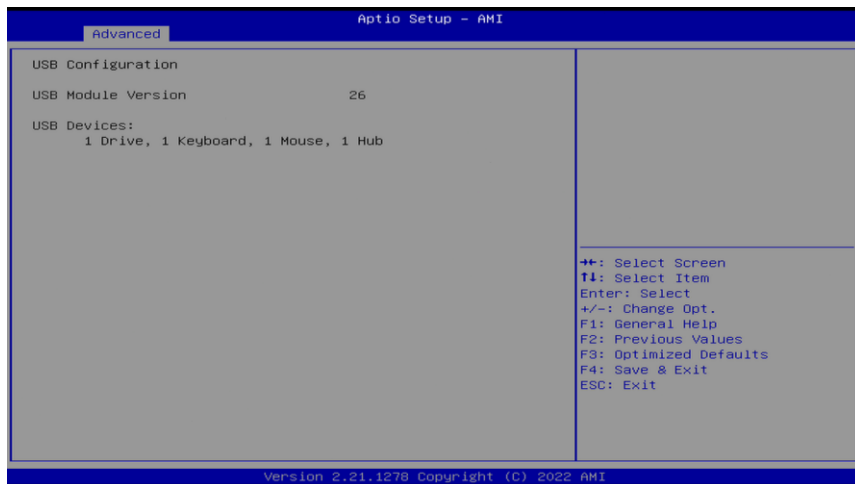 Aptio Setup – AMI
Advanced
USB Configuration
USB Module Version 26
USB Devices:
1 Drive, 1 Keyboard, 1 Mouse, 1 Hub
→←: Select Screen
↑↓: Select Item
Enter: Select
+/-: Change Opt.
F1: General Help
F2: Previous Values
F3: Optimized Defaults
F4: Save & Exit
ESC: Exit
Version 2.21.1278 Copyright (C) 2022 AMI